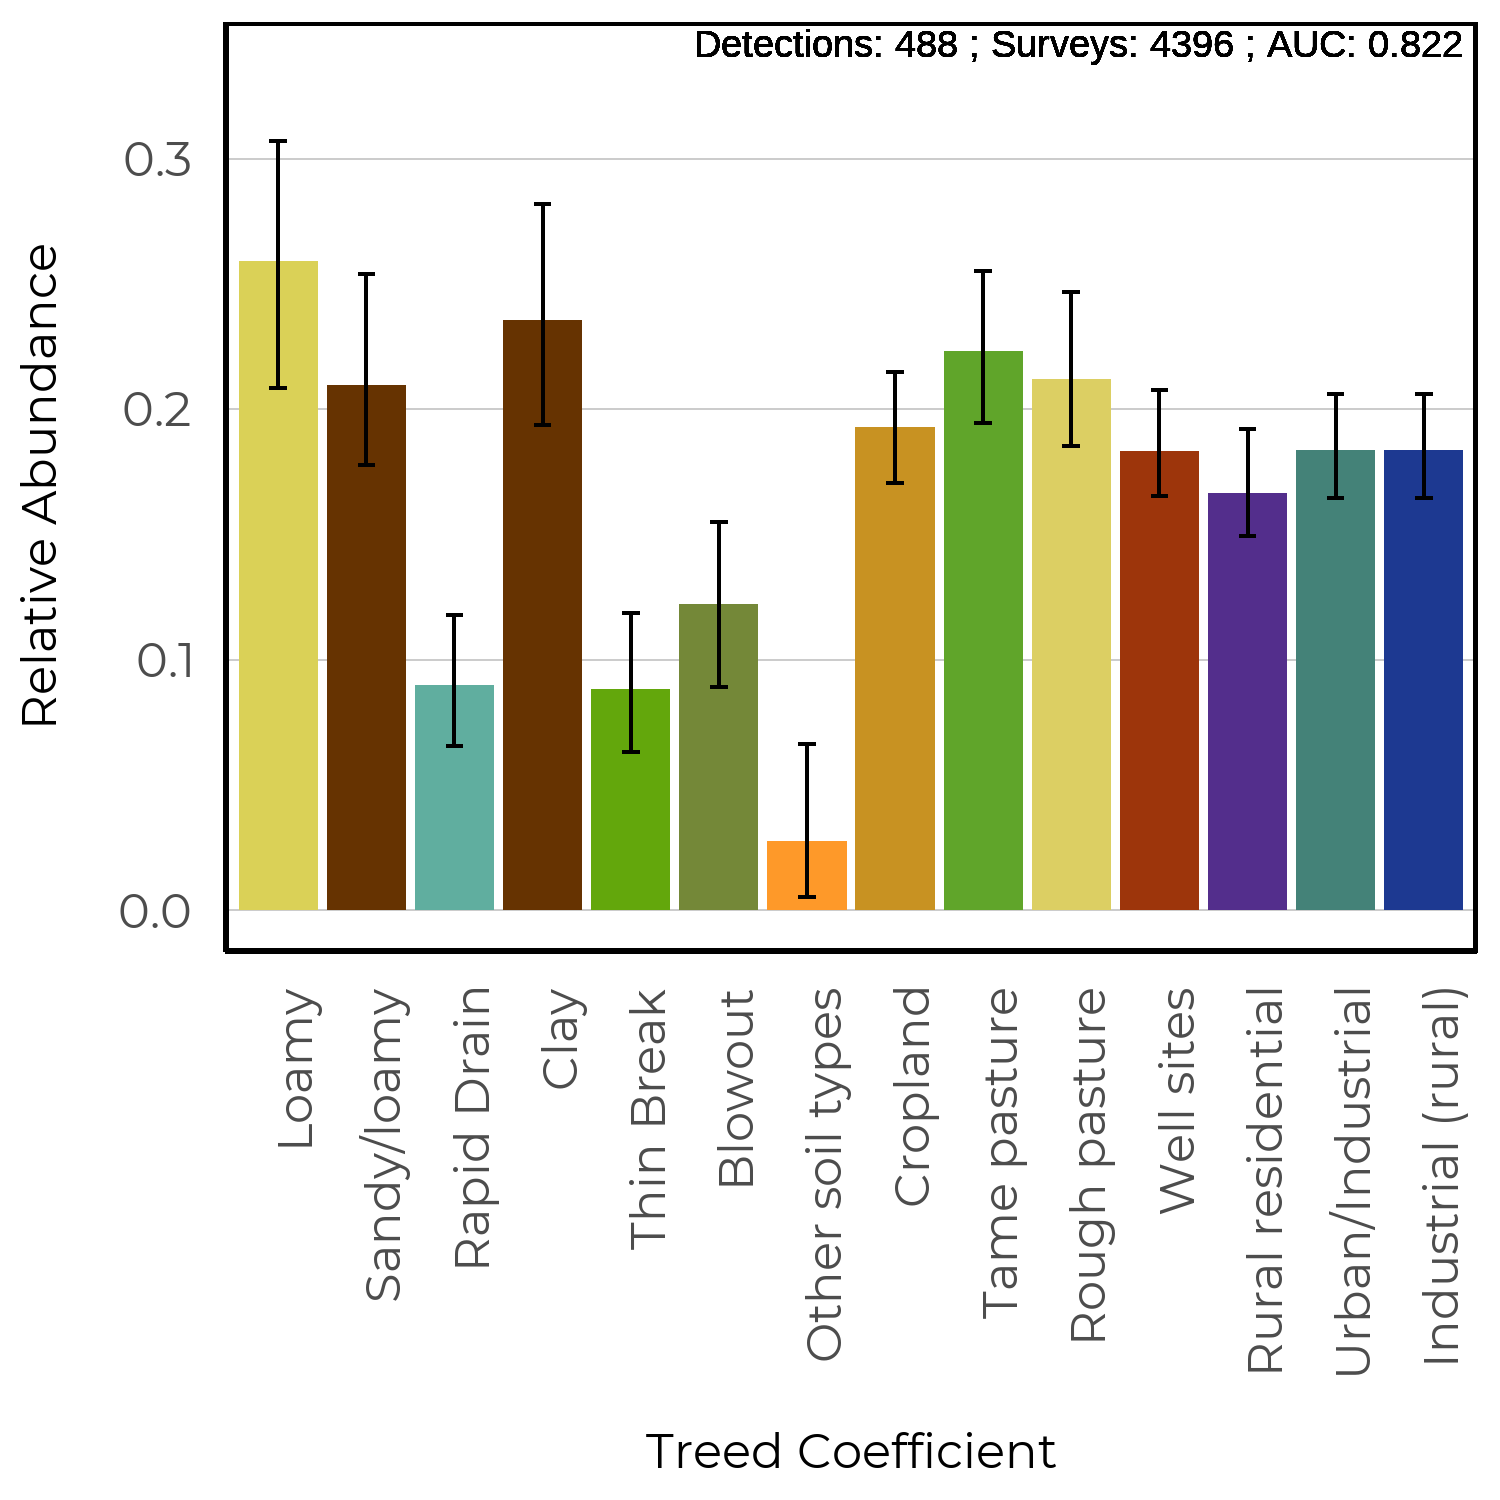 Detections: 488 ; Surveys: 4396 ; AUC: 0.822
Relative Abundance
0.3
0.2
0.1
0.0
Loamy
Sandy/loamy
Rapid Drain
Clay
Thin Break
Blowout
Other soil types
Cropland
Tame pasture
Rough pasture
Well sites
Rural residential
Urban/Industrial
Industrial (rural)
Treed Coefficient